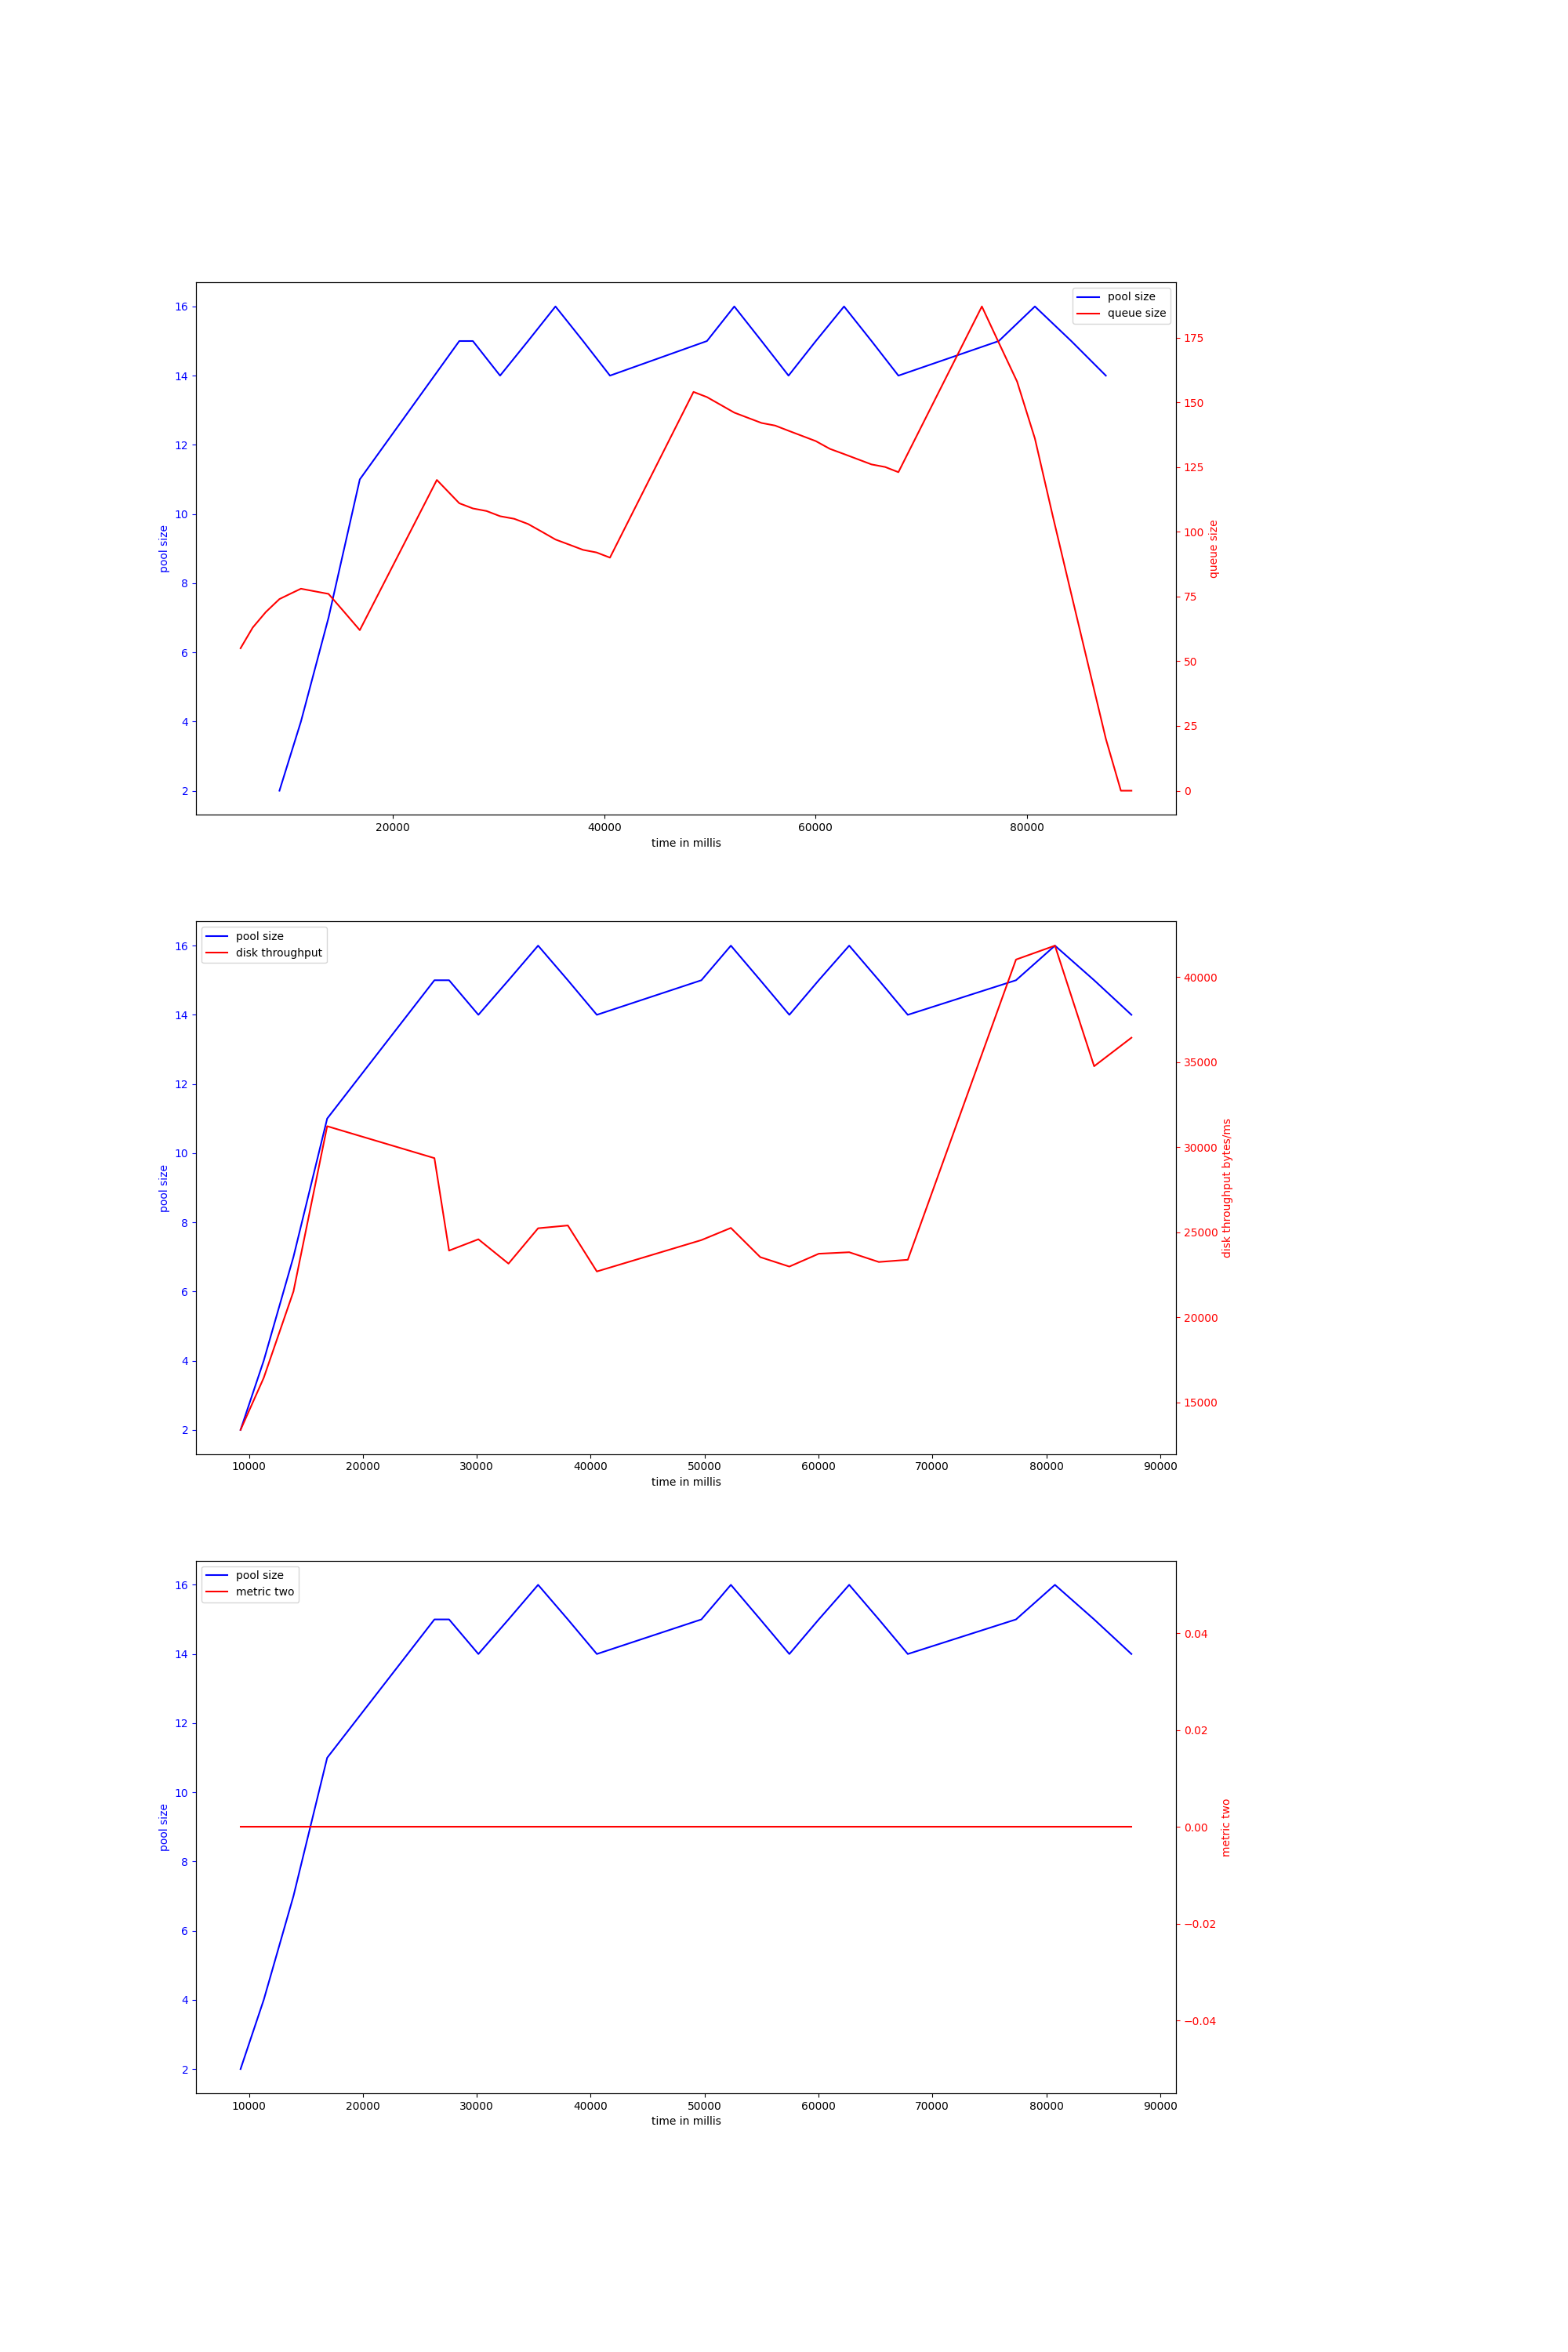 pool size
queue size
16
14
12
10
8
6
4
2
pool size
175
150
125
100
75
50
25
0
queue size
20000 40000 60000 80000
time in millis
pool size
disk throughput
16
14
12
10
8
6
4
2
pool size
40000
35000
30000
25000
20000
15000
disk throughput bytes/ms
10000 20000 30000 40000 50000 60000 70000 80000 90000
time in millis
pool size
metric two
16
14
12
10
8
6
4
2
pool size
0.04
0.02
0.00
−0.02
−0.04
metric two
10000 20000 30000 40000 50000 60000 70000 80000 90000
time in millis